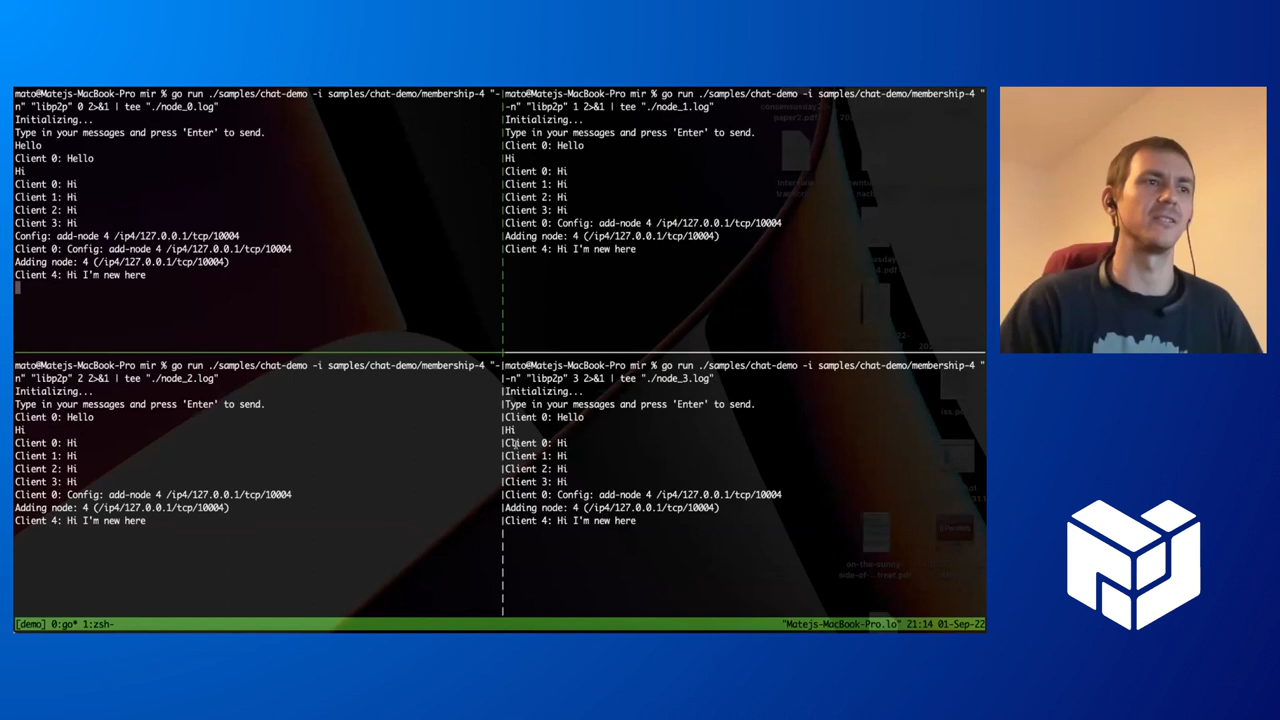 mato@Matejs-MacBook-Pro mir % go run ./samples/chat-demo -i samples/chat-demo/membership-4 "-
n" "libp2p" 0 2>&1 | tee "./node_0.log"
Initializing...
Type in your messages and press 'Enter' to send.
Hello
Client 0: Hello
Hi
Client 0: Hi
Client 1: Hi
Client 2: Hi
Client 3: Hi
Config: add-node 4 /ip4/127.0.0.1/tcp/10004
Client 0: Config: add-node 4 /ip4/127.0.0.1/tcp/10004
Adding node: 4 (/ip4/127.0.0.1/tcp/10004)
Client 4: Hi I'm new here
mato@Matejs-MacBook-Pro mir % go run ./samples/chat-demo -i samples/chat-demo/membership-4 "
-n" "libp2p" 1 2>&1 | tee "./node_1.log"
Initializing...
Type in your messages and press 'Enter' to send.
Client 0: Hello
Hi
Client 0: Hi
Client 1: Hi
Client 2: Hi
Client 3: Hi
Client 0: Config: add-node 4 /ip4/127.0.0.1/tcp/10004
Adding node: 4 (/ip4/127.0.0.1/tcp/10004)
Client 4: Hi I'm new here
mato@Matejs-MacBook-Pro mir % go run ./samples/chat-demo -i samples/chat-demo/membership-4 "-
n" "libp2p" 2 2>&1 | tee "./node_2.log"
Initializing...
Type in your messages and press 'Enter' to send.
Client 0: Hello
Hi
Client 0: Hi
Client 1: Hi
Client 2: Hi
Client 3: Hi
Client 0: Config: add-node 4 /ip4/127.0.0.1/tcp/10004
Adding node: 4 (/ip4/127.0.0.1/tcp/10004)
Client 4: Hi I'm new here
mato@Matejs-MacBook-Pro mir % go run ./samples/chat-demo -i samples/chat-demo/membership-4 "
-n" "libp2p" 3 2>&1 | tee "./node_3.log"
Initializing...
Type in your messages and press 'Enter' to send.
Client 0: Hello
Hi
Client 0: Hi
Client 1: Hi
Client 2: Hi
Client 3: Hi
Client 0: Config: add-node 4 /ip4/127.0.0.1/tcp/10004
Adding node: 4 (/ip4/127.0.0.1/tcp/10004)
Client 4: Hi I'm new here
[demo] 0:go* 1:zsh-
"Matejs-MacBook-Pro.lo" 21:14 01-Sep-22